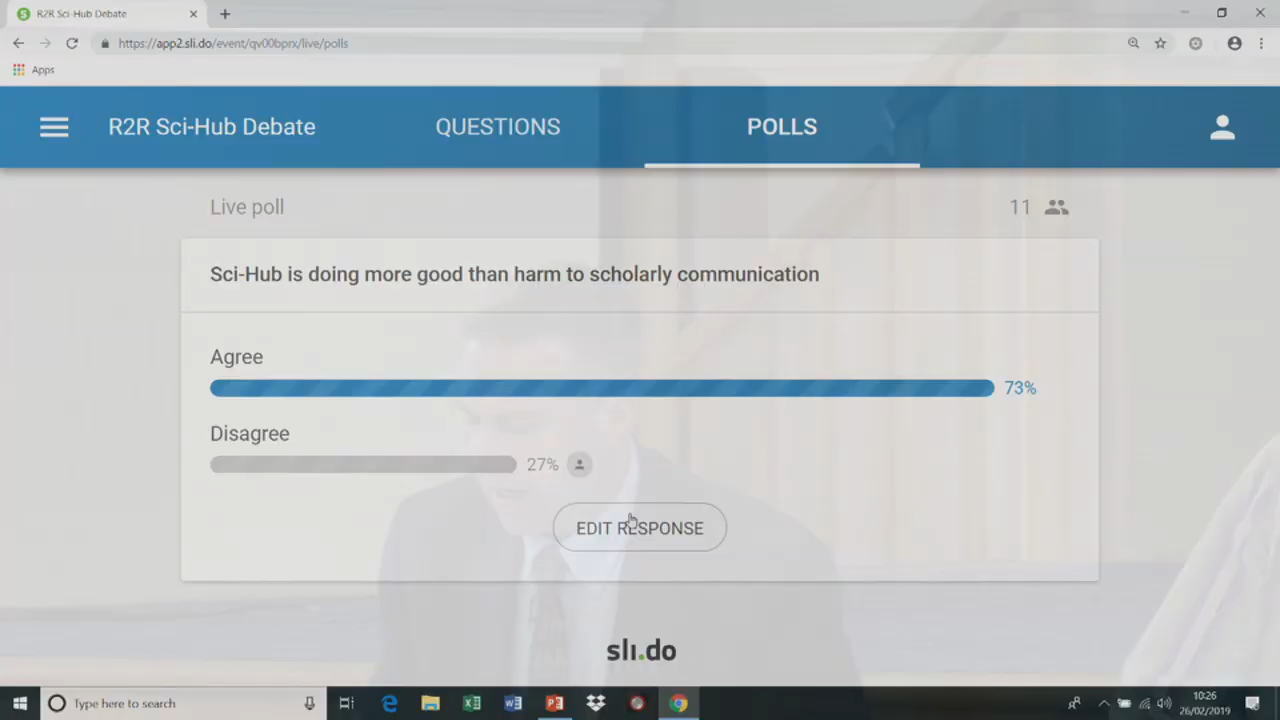 R2R Sci-Hub Debate
https://app2.sli.do/event/qv00bprx/live/polls
Apps
R2R Sci-Hub Debate
QUESTIONS
POLLS
Live poll
11
Sci-Hub is doing more good than harm to scholarly communication
Agree
73%
Disagree
27%
EDIT RESPONSE
sli.do
Type here to search
10:26
26/02/2019